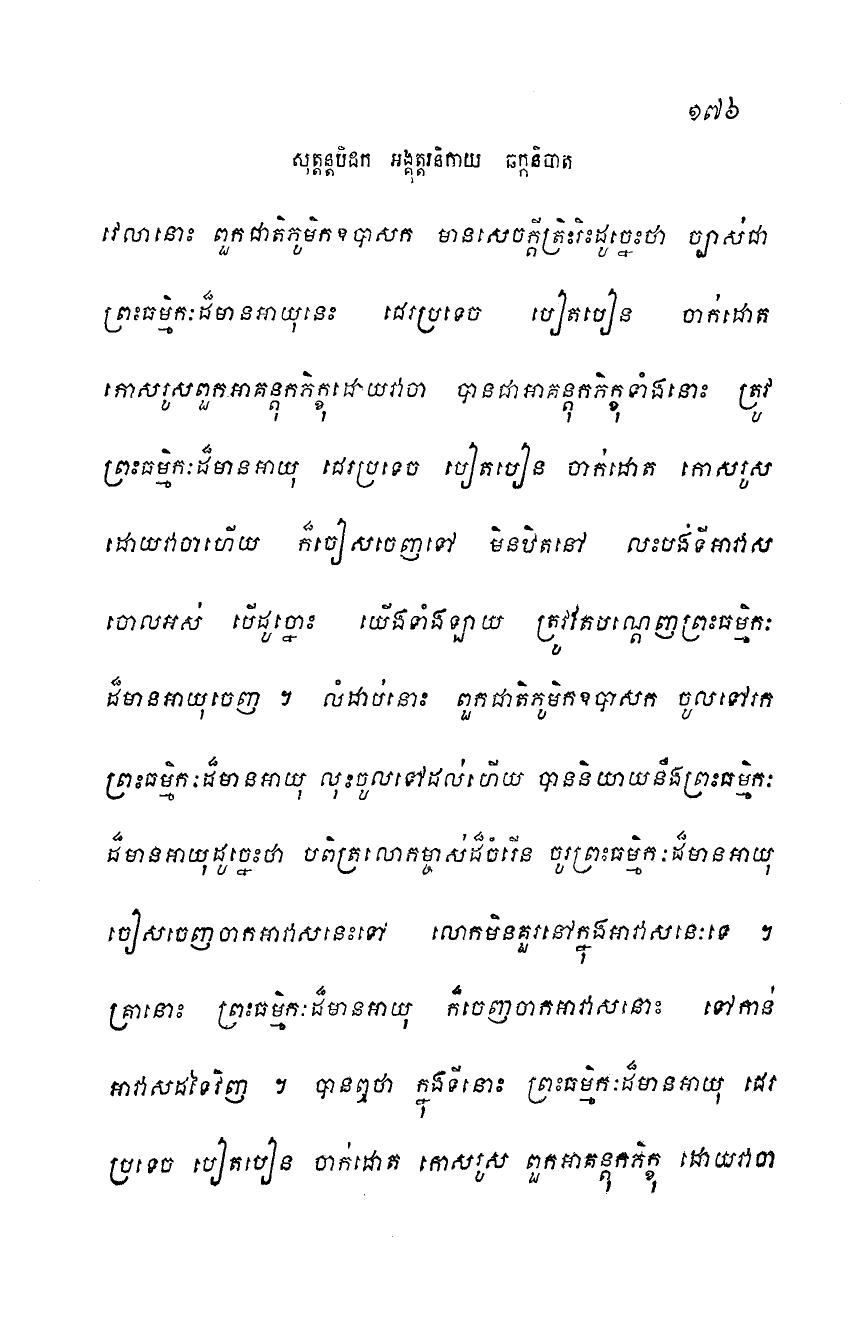 ១៧៦
សុត្តន្តបិដក អង្គុត្តរនិកាយ ឆក្កនិបាត
វេលានោះ ពួកជាតិភូមិកឧបាសក មានសេចក្តីត្រិះរិះដូច្នេះថា ច្បាស់ជា
ព្រះធម្មិកៈដ៏មានអាយុនេះ ជេរប្រទេច បៀតបៀន ចាក់ដោត
កោសរូសពួកអាគន្តុកភិក្ខុដោយវាចា បានជាអាគន្តុកភិក្ខុទាំងនោះ ត្រូវ
ព្រះធម្មិកៈដ៏មានអាយុ ជេរប្រទេច បៀតបៀន ចាក់ដោត កោសរូស
ដោយវាចាហើយ ក៏ចៀសចេញទៅ មិនឋិតនៅ លះបង់ទីអាវាស
ចោលអស់ បើដូច្នោះ យើងទាំងឡាយ ត្រូវតែបណ្តេញព្រះធម្មិកៈ
ដ៏មានអាយុចេញ ។ លំដាប់នោះ ពួកជាតិភូមិកឧបាសក ចូលទៅរក
ព្រះធម្មិកៈដ៏មានអាយុ លុះចូលទៅដល់ហើយ បាននិយាយនឹងព្រះធម្មិកៈ
ដ៏មានអាយុដូច្នេះថា បពិត្រលោកម្ចាស់ដ៏ចំរើន ចូរព្រះធម្មិកៈដ៏មានអាយុ
ចៀសចេញចាកអាវាសនេះទៅ លោកមិនគួរនៅក្នុងអាវាសនេះទេ ។
គ្រានោះ ព្រះធម្មិកៈដ៏មានអាយុ ក៏ចេញចាកអាវាសនោះ ទៅកាន់
អាវាសដទៃវិញ ។ បានឮថា ក្នុងទីនោះ ព្រះធម្មិកៈដ៏មានអាយុ ជេរ
ប្រទេច បៀតបៀន ចាក់ដោត កោសរូស ពួកអាគន្តុកភិក្ខុ ដោយវាចា